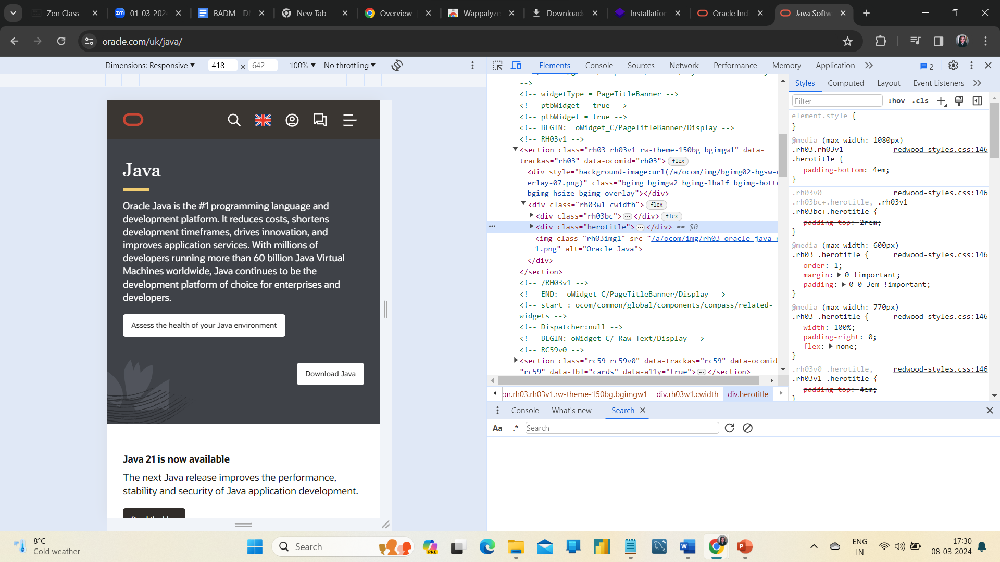 Zen Class
zm
01-03-202
BADM - D
New Tab
Overview
Wappalyze
Downloads
Installation
Oracle Ind
Java Softw
oracle.com/uk/java/
Dimensions: Responsive ▼
418 × 642
100% ▼
No throttling ▼
Elements
Console
Sources
Network
Performance
Memory
Application
2
Java
Oracle Java is the #1 programming language and
development platform. It reduces costs, shortens
development timeframes, drives innovation, and
improves application services. With millions of
developers running more than 60 billion Java Virtual
Machines worldwide, Java continues to be the
development platform of choice for enterprises and
developers.
Assess the health of your Java environment
Download Java
Java 21 is now available
The next Java release improves the performance,
stability and security of Java application development.
-->
<!-- widgetType = PageTitleBanner -->
<!-- ptbWidget = true -->
<!-- ptbWidget = true -->
<!-- BEGIN:  oWidget_C/PageTitleBanner/Display -->
<!-- RH03v1 -->
▼<section class="rh03 rh03v1 rw-theme-150bg bgimgw1" data-
trackas="rh03" data-ocomid="rh03"> flex
<div style="background-image:url(/a/ocom/img/bgimg02-bgsw-
erlay-07.png)" class="bgimg bgimgw2 bgimg-lhalf bgimg-bott
bgimg-hsize bgimg-overlay"></div>
▼<div class="rh03w1 cwidth"> flex
▶<div class="rh03bc">…</div> flex
… ▶<div class="herotitle">…</div> == $0
<img class="rh03img1" src="/a/ocom/img/rh03-oracle-java-
1.png" alt="Oracle Java">
</div>
</section>
<!-- /RH03v1 -->
<!-- END:  oWidget_C/PageTitleBanner/Display -->
<!-- start : ocom/common/global/components/compass/related-
widgets -->
<!-- Dispatcher:null -->
<!-- BEGIN: oWidget_C/_Raw-Text/Display -->
<!-- RC59v0 -->
▶<section class="rc59 rc59v0" data-trackas="rc59" data-ocomid
"rc59" data-lbl="cards" data-a11y="true">…</section>
on.rh03.rh03v1.rw-theme-150bg.bgimgw1
div.rh03w1.cwidth
div.herotitle
Styles
Computed
Layout
Event Listeners
Filter
:hov
.cls
element.style {
}
@media (max-width: 1080px)
.rh03.rh03v1 redwood-styles.css:146
.herotitle {
padding-bottom: 4em;
}
.rh03v0 redwood-styles.css:146
.rh03bc+.herotitle, .rh03v1
.rh03bc+.herotitle {
padding-top: 2rem;
}
@media (max-width: 600px)
.rh03 .herotitle { redwood-styles.css:146
order: 1;
margin: ▶ 0 !important;
padding: ▶ 0 0 3em !important;
}
@media (max-width: 770px)
.rh03 .herotitle { redwood-styles.css:146
width: 100%;
padding-right: 0;
flex: ▶ none;
}
.rh03v0 .herotitle, redwood-styles.css:146
.rh03v1 .herotitle {
padding-top: 4em;
}
Console
What's new
Search
Aa
.*
Search
8°C
Cold weather
Search
PRE
ENG
IN
17:30
08-03-2024